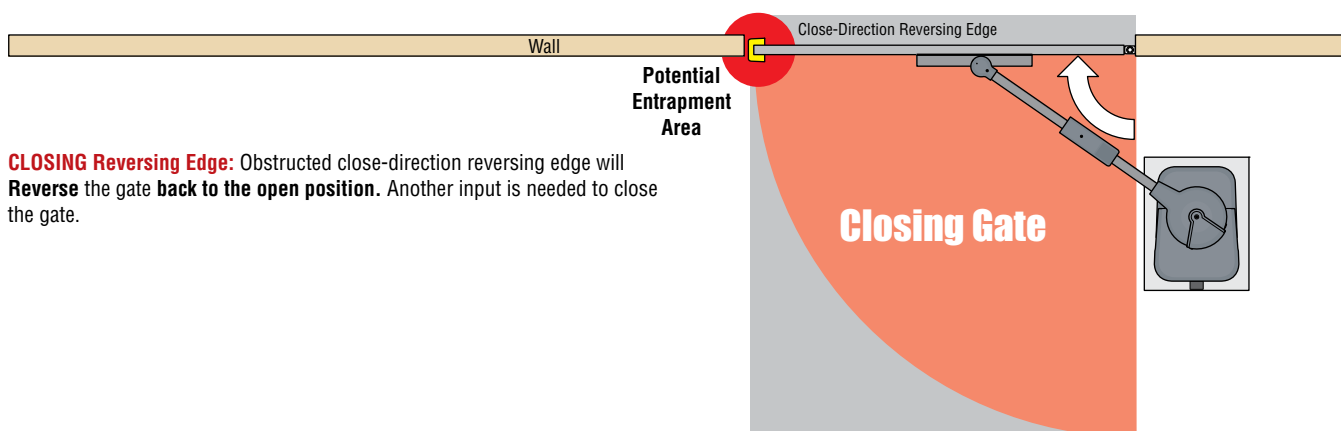 Close-Direction Reversing Edge
Wall
Potential
Entrapment
Area
CLOSING Reversing Edge: Obstructed close-direction reversing edge will
Reverse the gate back to the open position. Another input is needed to close
the gate.
Closing Gate